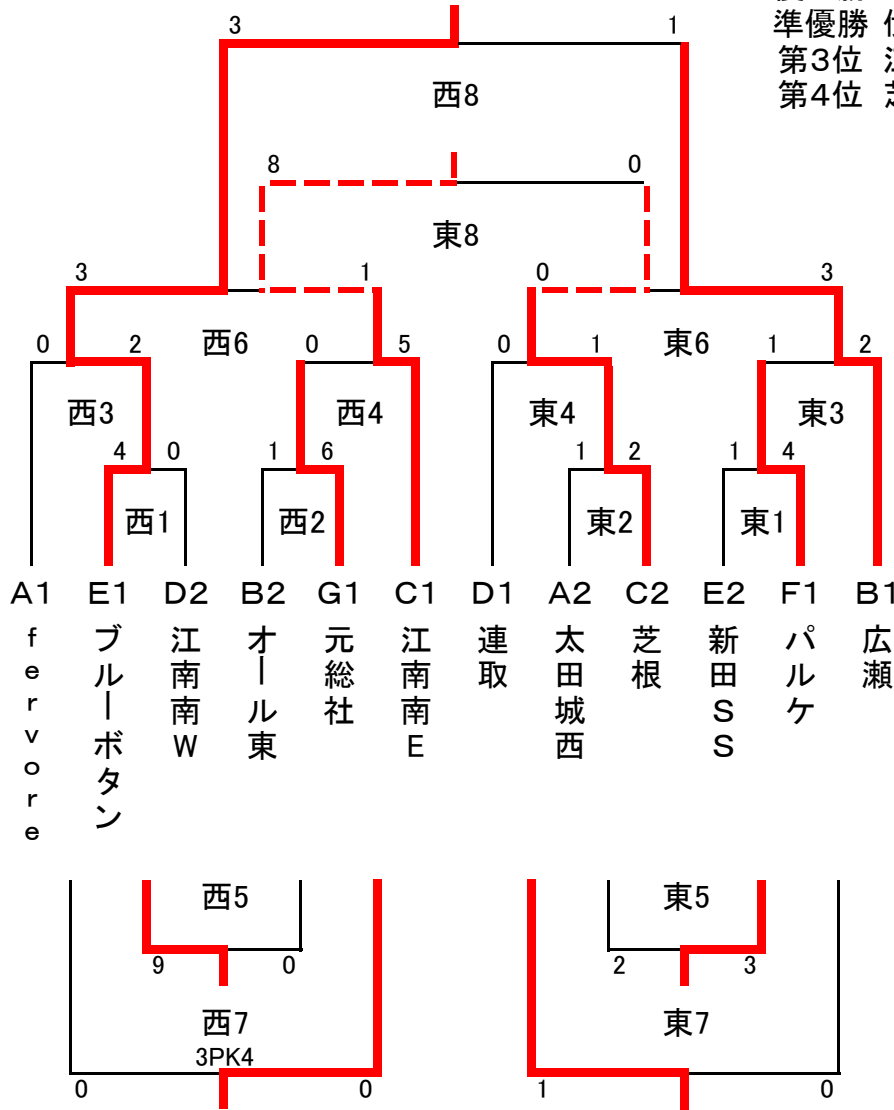 3 1
準優勝
第3位
第4位
西8
8 0
東8
3 1 0 3
0 2 西6 0 5 0 1 東6 1 2
西3 西4 東4 東3
4 0 1 6 1 2 1 4
西1 西2 東2 東1
A1 E1 D2 B2 G1 C1 D1 A2 C2 E2 F1 B1
fervore
ブルーボタン
江南南W
オール東
元総社
江南南E
連取
太田城西
芝根
新田SS
パルケ
広瀬
西5 東5
9 0 2 3
西7 東7
3PK4
0 0 1 0